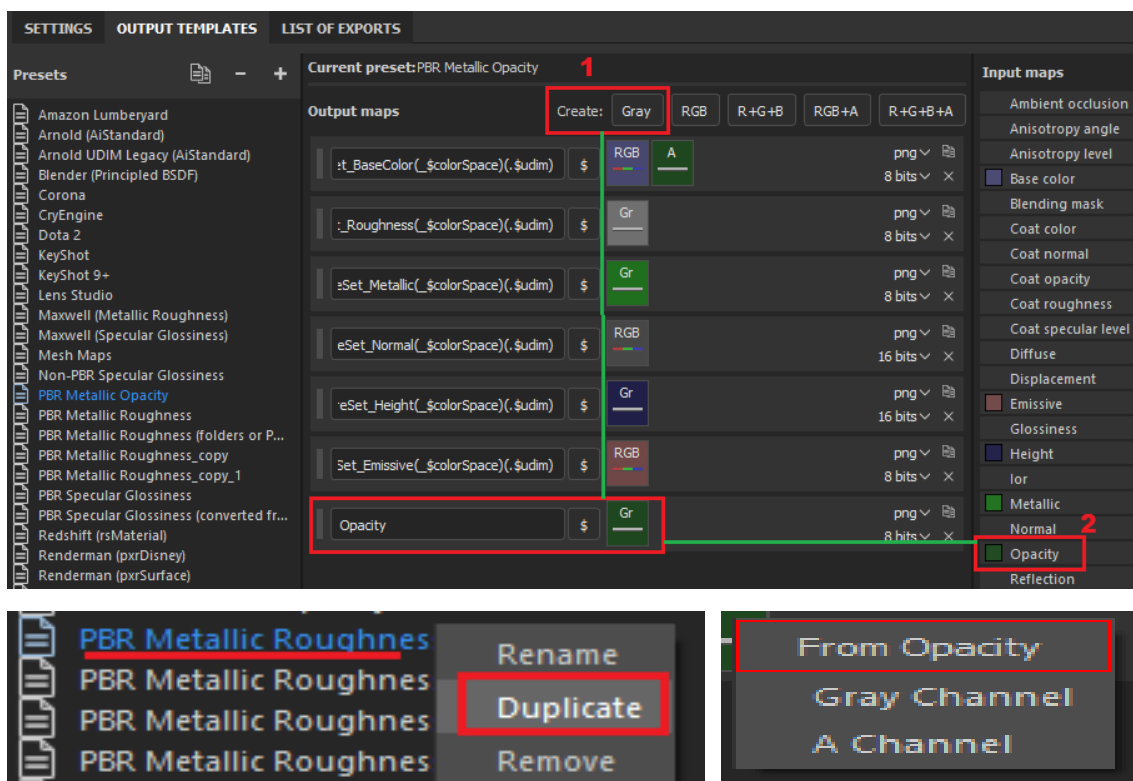 SETTINGS OUTPUT TEMPLATES LIST OF EXPORTS
Presets
Amazon Lumberyard
Arnold (AiStandard)
Arnold UDIM Legacy (AiStandard)
Blender (Principled BSDF)
Corona
CryEngine
Dota 2
KeyShot
KeyShot 9+
Lens Studio
Maxwell (Metallic Roughness)
Maxwell (Specular Glossiness)
Mesh Maps
Non-PBR Specular Glossiness
PBR Metallic Opacity
PBR Metallic Roughness
PBR Metallic Roughness (folders or P...
PBR Metallic Roughness_copy
PBR Metallic Roughness_copy_1
PBR Specular Glossiness
PBR Specular Glossiness (converted fr...
Redshift (rsMaterial)
Renderman (pxrDisney)
Renderman (pxrSurface)
Current preset:PBR Metallic Opacity
1
Output maps Create: Gray RGB R+G+B RGB+A R+G+B+A
:t_BaseColor(_$colorSpace)(.$udim) $ RGB A png
8 bits
:_Roughness(_$colorSpace)(.$udim) $ Gr png
8 bits
:Set_Metallic(_$colorSpace)(.$udim) $ Gr png
8 bits
eSet_Normal(_$colorSpace)(.$udim) $ RGB png
16 bits
'eSet_Height(_$colorSpace)(.$udim) $ Gr png
16 bits
Set_Emissive(_$colorSpace)(.$udim) $ RGB png
8 bits
Opacity $ Gr png
8 bits
Input maps
Ambient occlusion
Anisotropy angle
Anisotropy level
Base color
Blending mask
Coat color
Coat normal
Coat opacity
Coat roughness
Coat specular level
Diffuse
Displacement
Emissive
Glossiness
Height
Ior
Metallic
Normal
2
Opacity
Reflection
PBR Metallic Roughnes
PBR Metallic Roughnes
PBR Metallic Roughnes
PBR Metallic Roughnes
Rename
Duplicate
Remove
From Opacity
Gray Channel
A Channel